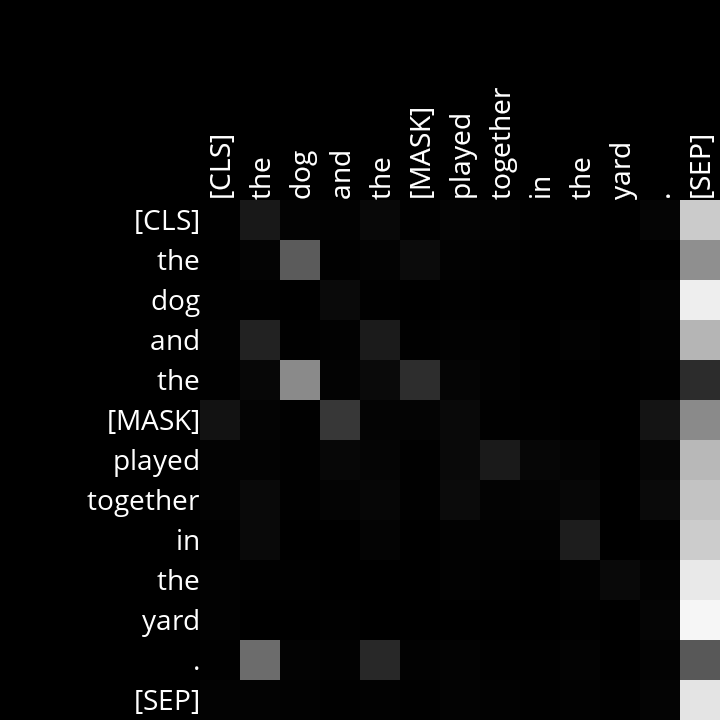 [CLS] the dog and the [MASK] played together in the yard . [SEP]
[CLS]
the
dog
and
the
[MASK]
played
together
in
the
yard
.
[SEP]